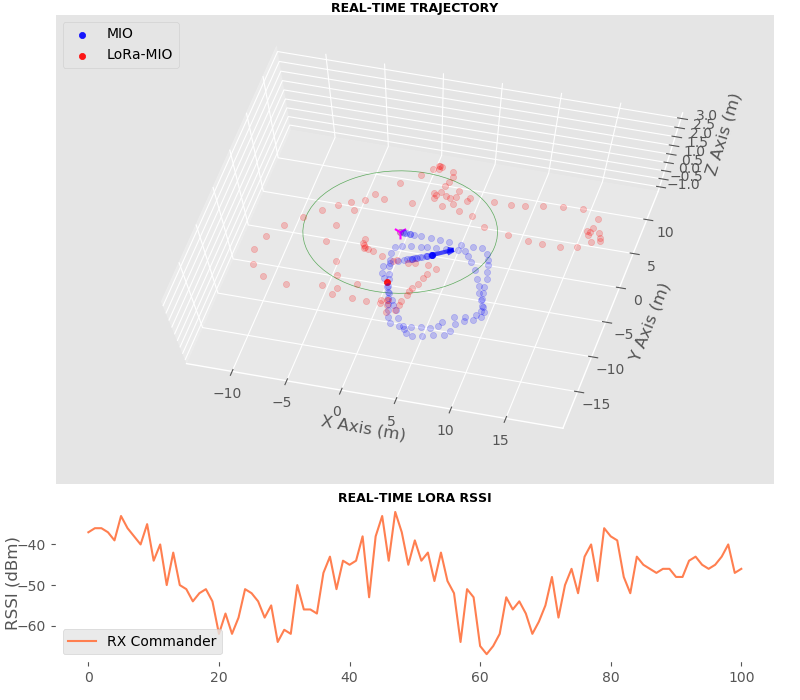 REAL-TIME TRAJECTORY
MIO
LoRa-MIO
3.0
2.5
2.0
1.5
1.0
0.5
0.0
−0.5
−1.0
Z Axis (m)
10
5
0
−5
−10
−15
Y Axis (m)
−10
−5
0
5
10
15
X Axis (m)
REAL-TIME LORA RSSI
−40
−50
−60
RSSI (dBm)
RX Commander
0 20 40 60 80 100